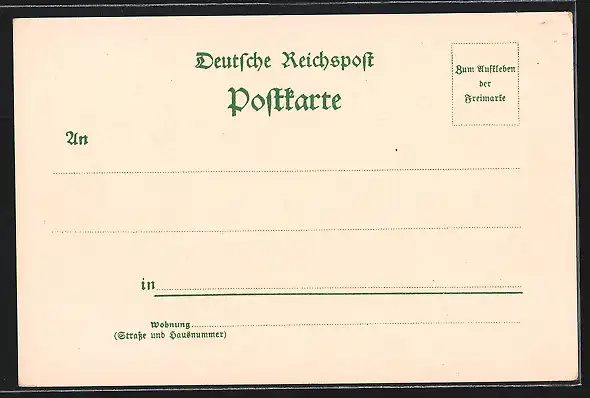 Deutsche Reichspost
Postkarte
Zum Aufkleben
der
Freimarke
An
in
Wohnung
(Straße und Hausnummer)